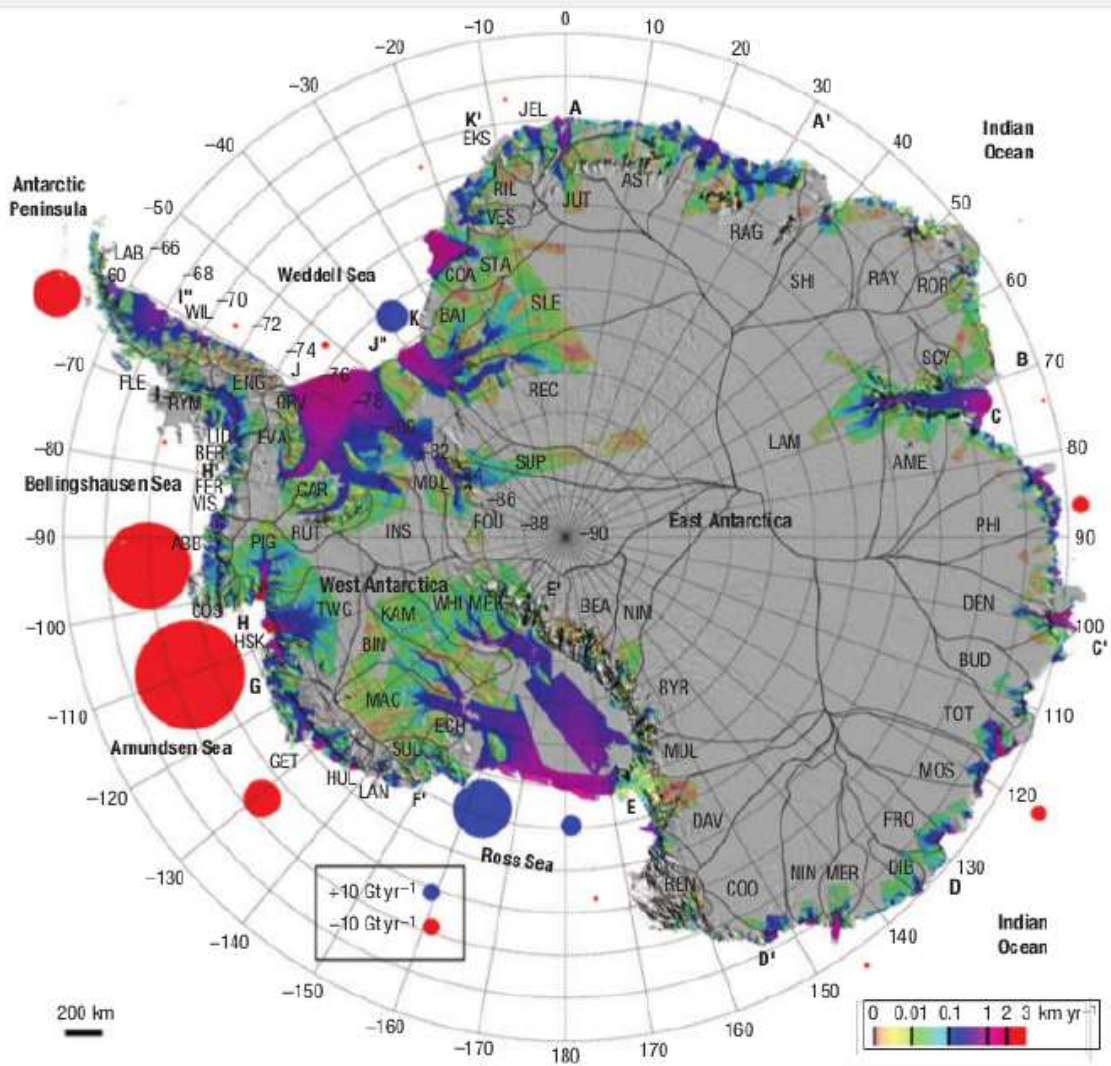 0
-10
10
-20
20
-30
30
-40
40
-50
50
60
70
80
90
100
110
120
130
140
150
160
170
180
-170
-160
-150
-140
-130
-120
-110
-100
-90
-80
-70
60
-66
-68
-70
-72
-74
-76
-78
-80
-82
-84
-86
-88
-90
Indian
Ocean
Antarctic
Peninsula
Weddell Sea
Bellingshausen Sea
East Antarctica
West Antarctica
Amundsen Sea
Ross Sea
Indian
Ocean
K'
JEL
A
EKS
A'
RIL
JUT
AST
VES
RAG
LAB
STA
COA
SHI
RAY
ROB
I"
WIL
SLE
K
BAI
J"
SCY
B
J
FLE
ENG
ORV
REC
C
RYM
I
EVA
LID
BER
H'
FER
VIS
LAM
AME
SUP
MOL
CAR
FOU
RUT
INS
PHI
ABB
PIG
COS
TWG
KAM
WHI
MER
E'
BEA
NIM
DEN
C'
H
HSK
BIN
BUD
G
MAC
BYR
TOT
ECH
MUL
SUL
GET
HUL
LAN
F'
E
MOS
DAV
FRO
DIB
D
REN
COO
NIN
MER
D'
+10 Gt yr⁻¹
-10 Gt yr⁻¹
200 km
0 0.01 0.1 1 2 3 km yr⁻¹